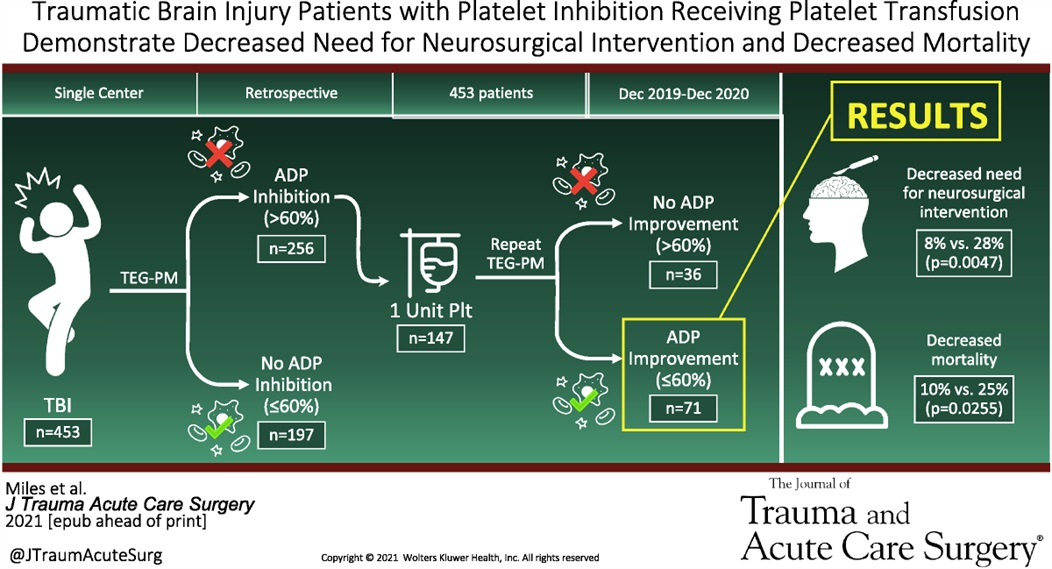 Traumatic Brain Injury Patients with Platelet Inhibition Receiving Platelet Transfusion
Demonstrate Decreased Need for Neurosurgical Intervention and Decreased Mortality
Single Center
Retrospective
453 patients
Dec 2019-Dec 2020
RESULTS
TBI
n=453
TEG-PM
ADP
Inhibition
(>60%)
n=256
No ADP
Inhibition
(≤60%)
n=197
1 Unit Plt
n=147
Repeat
TEG-PM
No ADP
Improvement
(>60%)
n=36
ADP
Improvement
(≤60%)
n=71
Decreased need
for neurosurgical
intervention
8% vs. 28%
(p=0.0047)
XXX
Decreased
mortality
10% vs. 25%
(p=0.0255)
Miles et al.
J Trauma Acute Care Surgery
2021 [epub ahead of print]
@JTraumAcuteSurg
Copyright © 2021 Wolters Kluwer Health, Inc. All rights reserved
The Journal of
Trauma and
Acute Care Surgery®